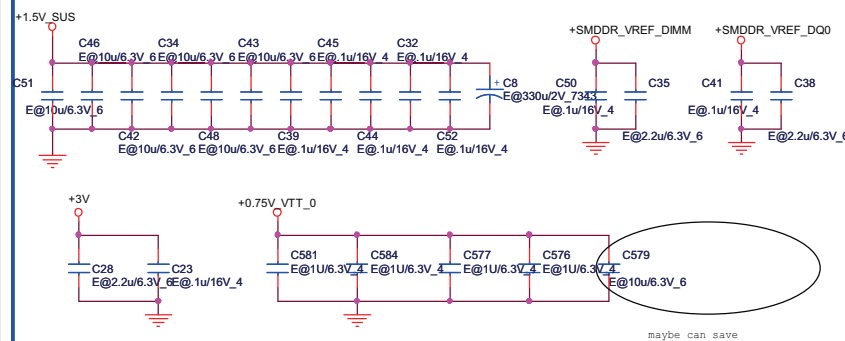 +1.5V_SUS
+SMDDR_VREF_DIMM
+SMDDR_VREF_DQ0
C46
C34
C43
C45
C32
E@10u/6.3V_6
E@10u/6.3V_6
E@10u/6.3V_6
E@.1u/16V_4
E@.1u/16V_4
C51
E@10u/6.3V_6
+
C8
E@330u/2V_7343
C50
E@.1u/16V_4
C35
E@2.2u/6.3V_6
C41
E@.1u/16V_4
C38
E@2.2u/6.3V_6
C42
C48
C39
C44
C52
E@10u/6.3V_6
E@10u/6.3V_6
E@.1u/16V_4
E@.1u/16V_4
E@.1u/16V_4
+3V
+0.75V_VTT_0
C28
E@2.2u/6.3V_6
C23
E@.1u/16V_4
C581
E@1U/6.3V_4
C584
E@1U/6.3V_4
C577
E@1U/6.3V_4
C576
E@1U/6.3V_4
C579
E@10u/6.3V_6
maybe can save